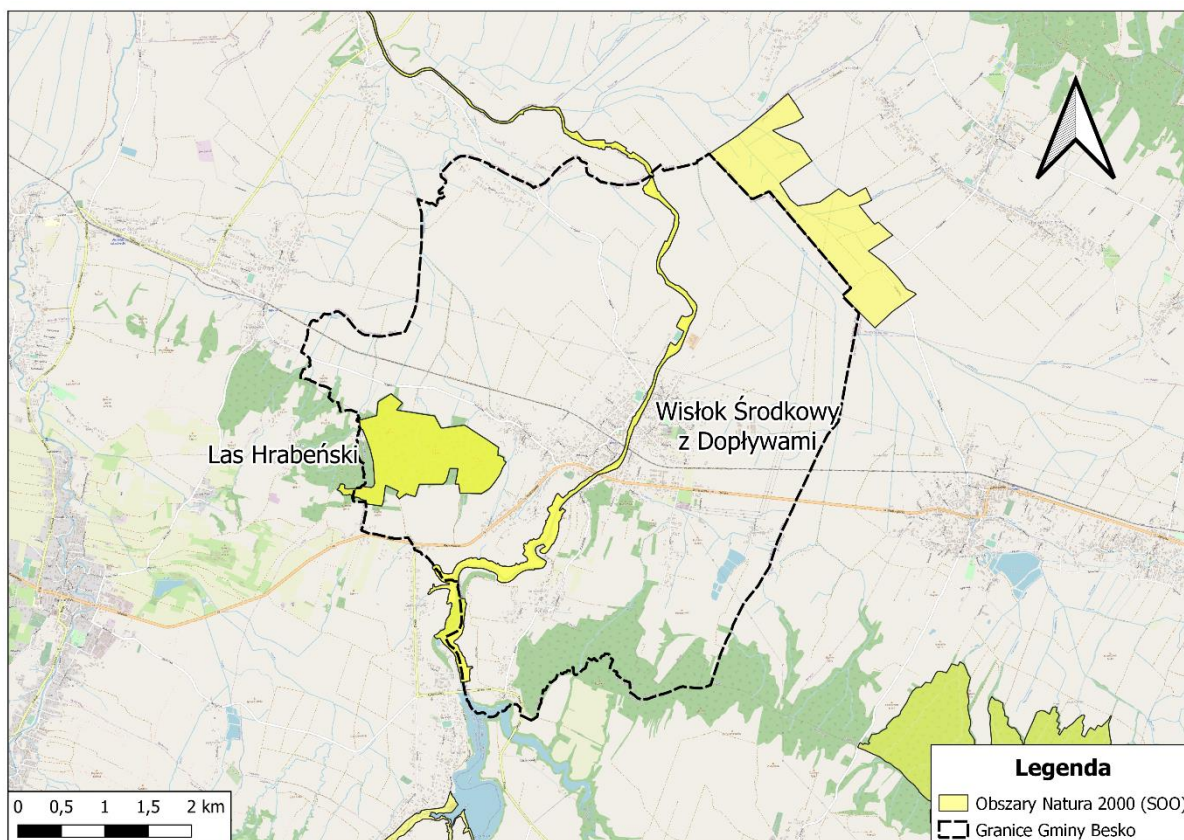 Wisłok Środkowy
z Dopływami
Las Hrabeński
Legenda
Obszary Natura 2000 (SOO)
Granice Gminy Besko
0 0,5 1 1,5 2 km